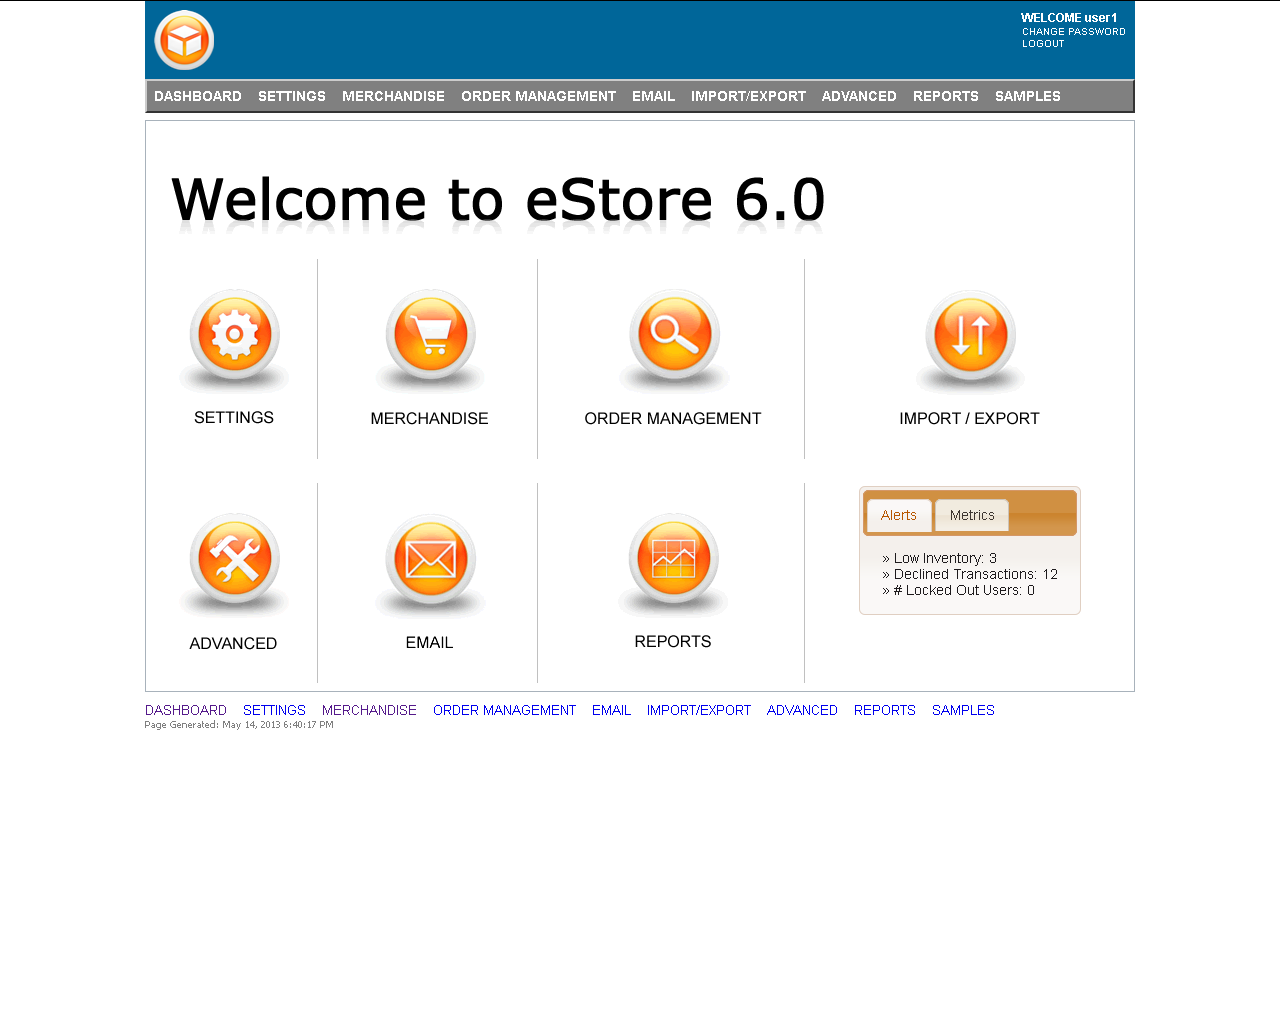 WELCOME user1
CHANGE PASSWORD
LOGOUT
DASHBOARD SETTINGS MERCHANDISE ORDER MANAGEMENT EMAIL IMPORT/EXPORT ADVANCED REPORTS SAMPLES
Welcome to eStore 6.0
SETTINGS MERCHANDISE ORDER MANAGEMENT IMPORT / EXPORT
Alerts Metrics
» Low Inventory: 3
» Declined Transactions: 12
» # Locked Out Users: 0
ADVANCED EMAIL REPORTS
DASHBOARD SETTINGS MERCHANDISE ORDER MANAGEMENT EMAIL IMPORT/EXPORT ADVANCED REPORTS SAMPLES
Page Generated: May 14, 2013 6:40:17 PM